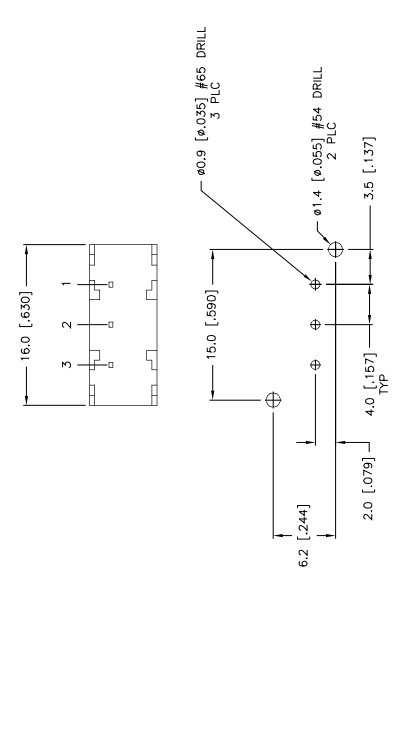 16.0 [.630]
1
2
3
ø0.9 [ø.035] #65 DRILL
3 PLC
ø1.4 [ø.055] #54 DRILL
2 PLC
15.0 [.590]
3.5 [.137]
4.0 [.157]
TYP
2.0 [.079]
6.2 [.244]